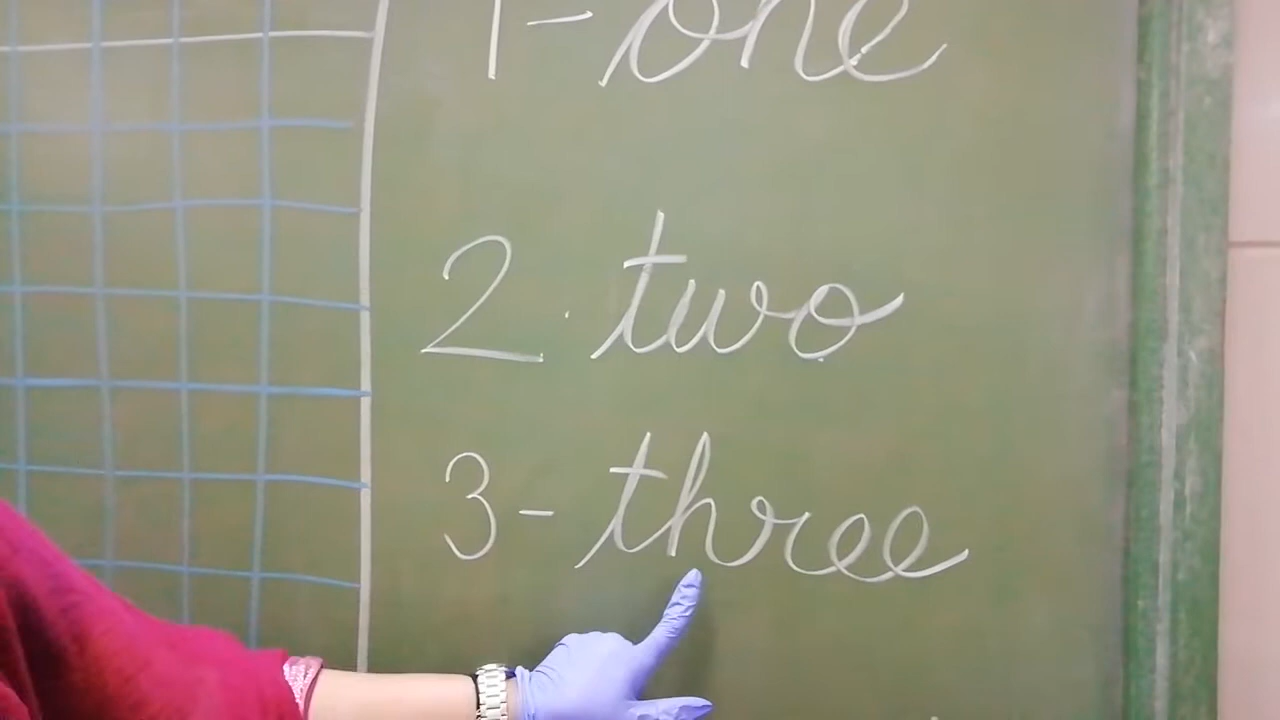 1-one
2. two
3- three